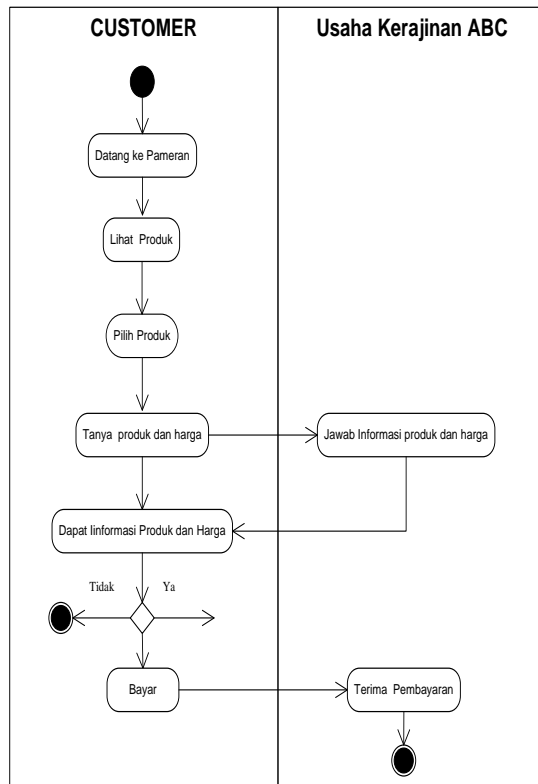 CUSTOMER
Usaha Kerajinan ABC
Datang ke Pameran
Lihat Produk
Pilih Produk
Tanya produk dan harga
Jawab Informasi produk dan harga
Dapat Iinformasi Produk dan Harga
Tidak
Ya
Bayar
Terima Pembayaran